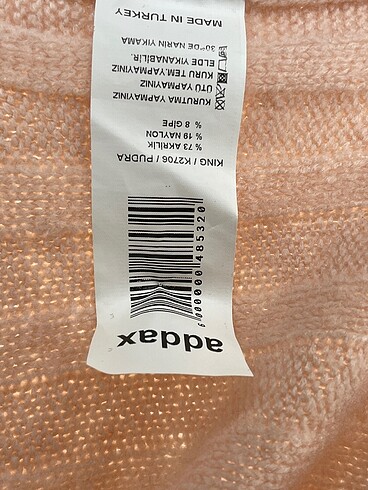 addax
6000000485320
KING / K2706 / PUDRA
% 73 AKRİLİK
% 19 NAYLON
% 8 GİPE
KURUTMA YAPMAYINIZ
ÜTÜ YAPMAYINIZ
KURU TEM.YAPMAYINIZ
ELDE YIKANABİLİR.
30°DE NARİN YIKAMA
MADE IN TURKEY